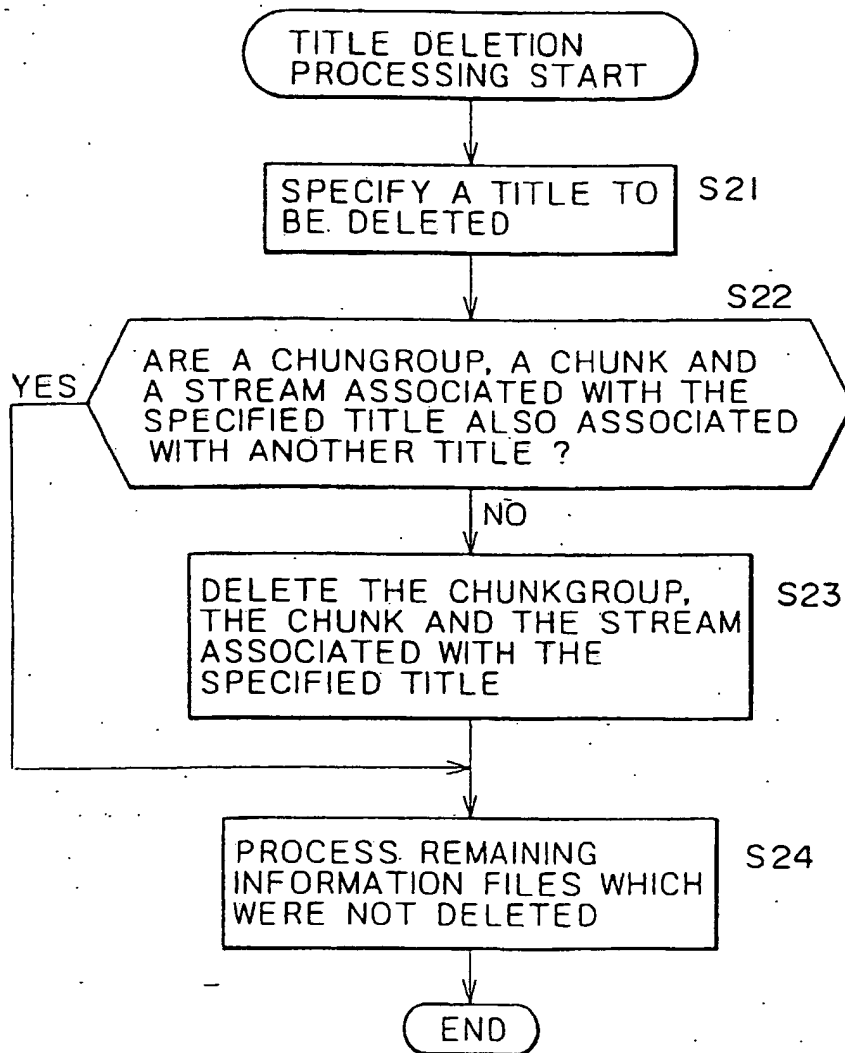 TITLE DELETION
PROCESSING START
SPECIFY A TITLE TO
BE DELETED
S21
S22
ARE A CHUNGROUP, A CHUNK AND
A STREAM ASSOCIATED WITH THE
SPECIFIED TITLE ALSO ASSOCIATED
WITH ANOTHER TITLE ?
YES
NO
DELETE THE CHUNKGROUP,
THE CHUNK AND THE STREAM
ASSOCIATED WITH THE
SPECIFIED TITLE
S23
PROCESS REMAINING
INFORMATION FILES WHICH
WERE NOT DELETED
S24
END